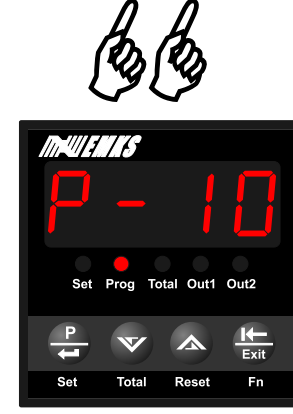 EMKS
P - 10
Set Prog Total Out1 Out2
P
Exit
Set Total Reset Fn